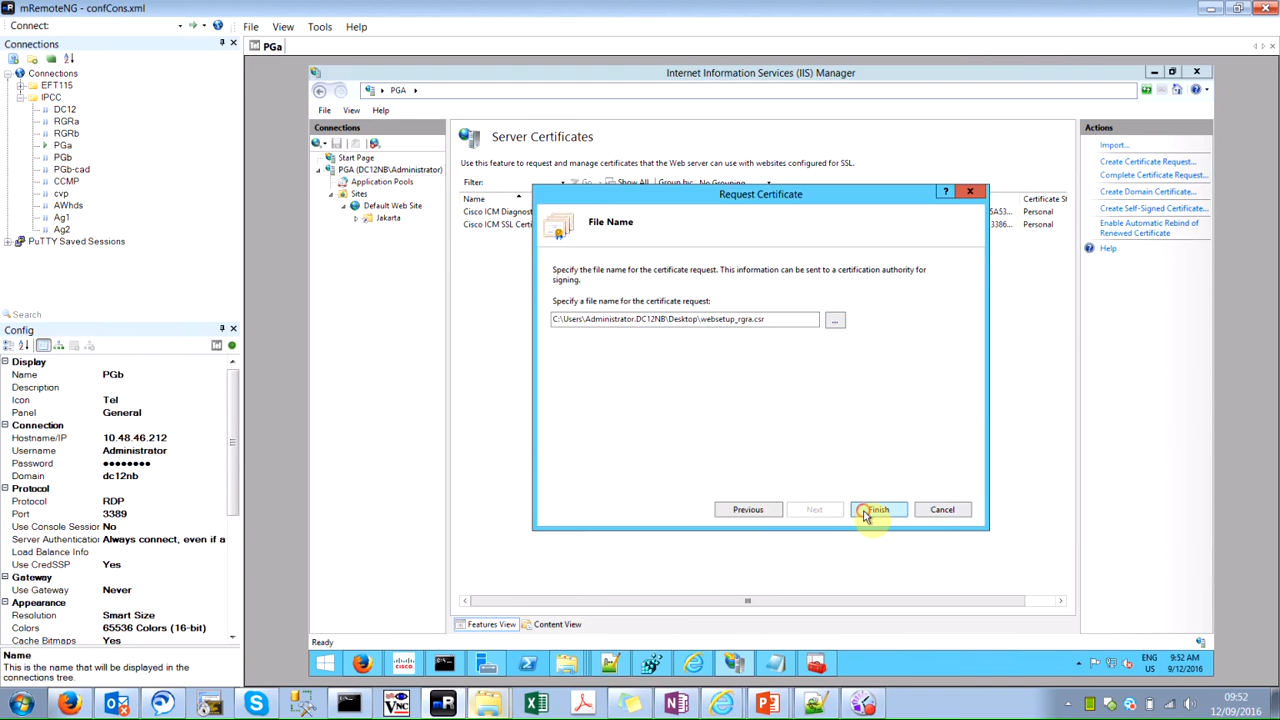 mRemoteNG - confCons.xml
Connect:
File View Tools Help
Connections
PGa
Connections
EFT115
IPCC
DC12
RGRa
RGRb
PGa
PGb
PGb-cad
CCMP
cvp
AWhds
Ag1
Ag2
PuTTY Saved Sessions
Search
Config
Display
Name PGb
Description
Icon Tel
Panel General
Connection
Hostname/IP 10.48.46.212
Username Administrator
Password ●●●●●●●●
Domain dc12nb
Protocol
Protocol RDP
Port 3389
Use Console Session No
Server Authentication Always connect, even if a
Load Balance Info
Use CredSSP Yes
Gateway
Use Gateway Never
Appearance
Resolution Smart Size
Colors 65536 Colors (16-bit)
Cache Bitmaps Yes
Name
This is the name that will be displayed in the
connections tree.
Internet Information Services (IIS) Manager
PGA
File View Help
Connections
Start Page
PGA (DC12NB\Administrator)
Application Pools
Sites
Default Web Site
Jakarta
Server Certificates
Use this feature to request and manage certificates that the Web server can use with websites configured for SSL.
Filter: Go Show All Group by: No Grouping
Name Certificate S
Cisco ICM Diagnost A53... Personal
Cisco ICM SSL Certi 3386... Personal
Request Certificate
File Name
Specify the file name for the certificate request. This information can be sent to a certification authority for
signing.
Specify a file name for the certificate request:
C:\Users\Administrator.DC12NB\Desktop\websetup_rgra.csr
...
Previous Next Finish Cancel
Actions
Import...
Create Certificate Request...
Complete Certificate Request...
Create Domain Certificate...
Create Self-Signed Certificate...
Enable Automatic Rebind of
Renewed Certificate
Help
Features View Content View
Ready
CISCO
ENG 9:52 AM
US 9/12/2016
09:52
12/09/2016